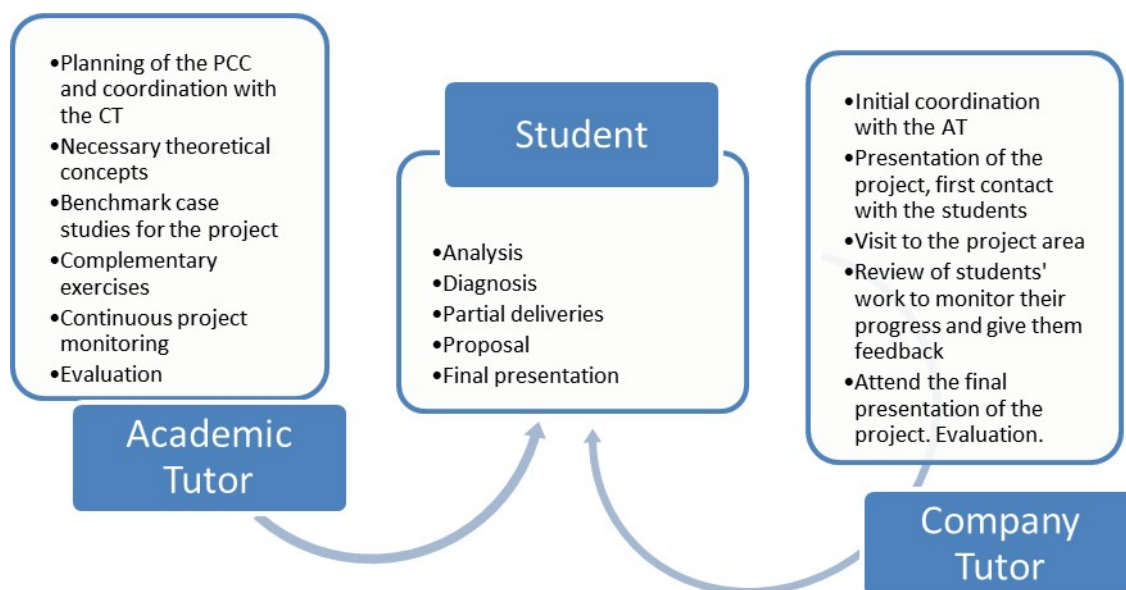 •Planning of the PCC
and coordination with
the CT
•Necessary theoretical
concepts
•Benchmark case
studies for the project
•Complementary
exercises
•Continuous project
monitoring
•Evaluation
Academic
Tutor
Student
•Analysis
•Diagnosis
•Partial deliveries
•Proposal
•Final presentation
•Initial coordination
with the AT
•Presentation of the
project, first contact
with the students
•Visit to the project area
•Review of students'
work to monitor their
progress and give them
feedback
•Attend the final
presentation of the
project. Evaluation.
Company
Tutor